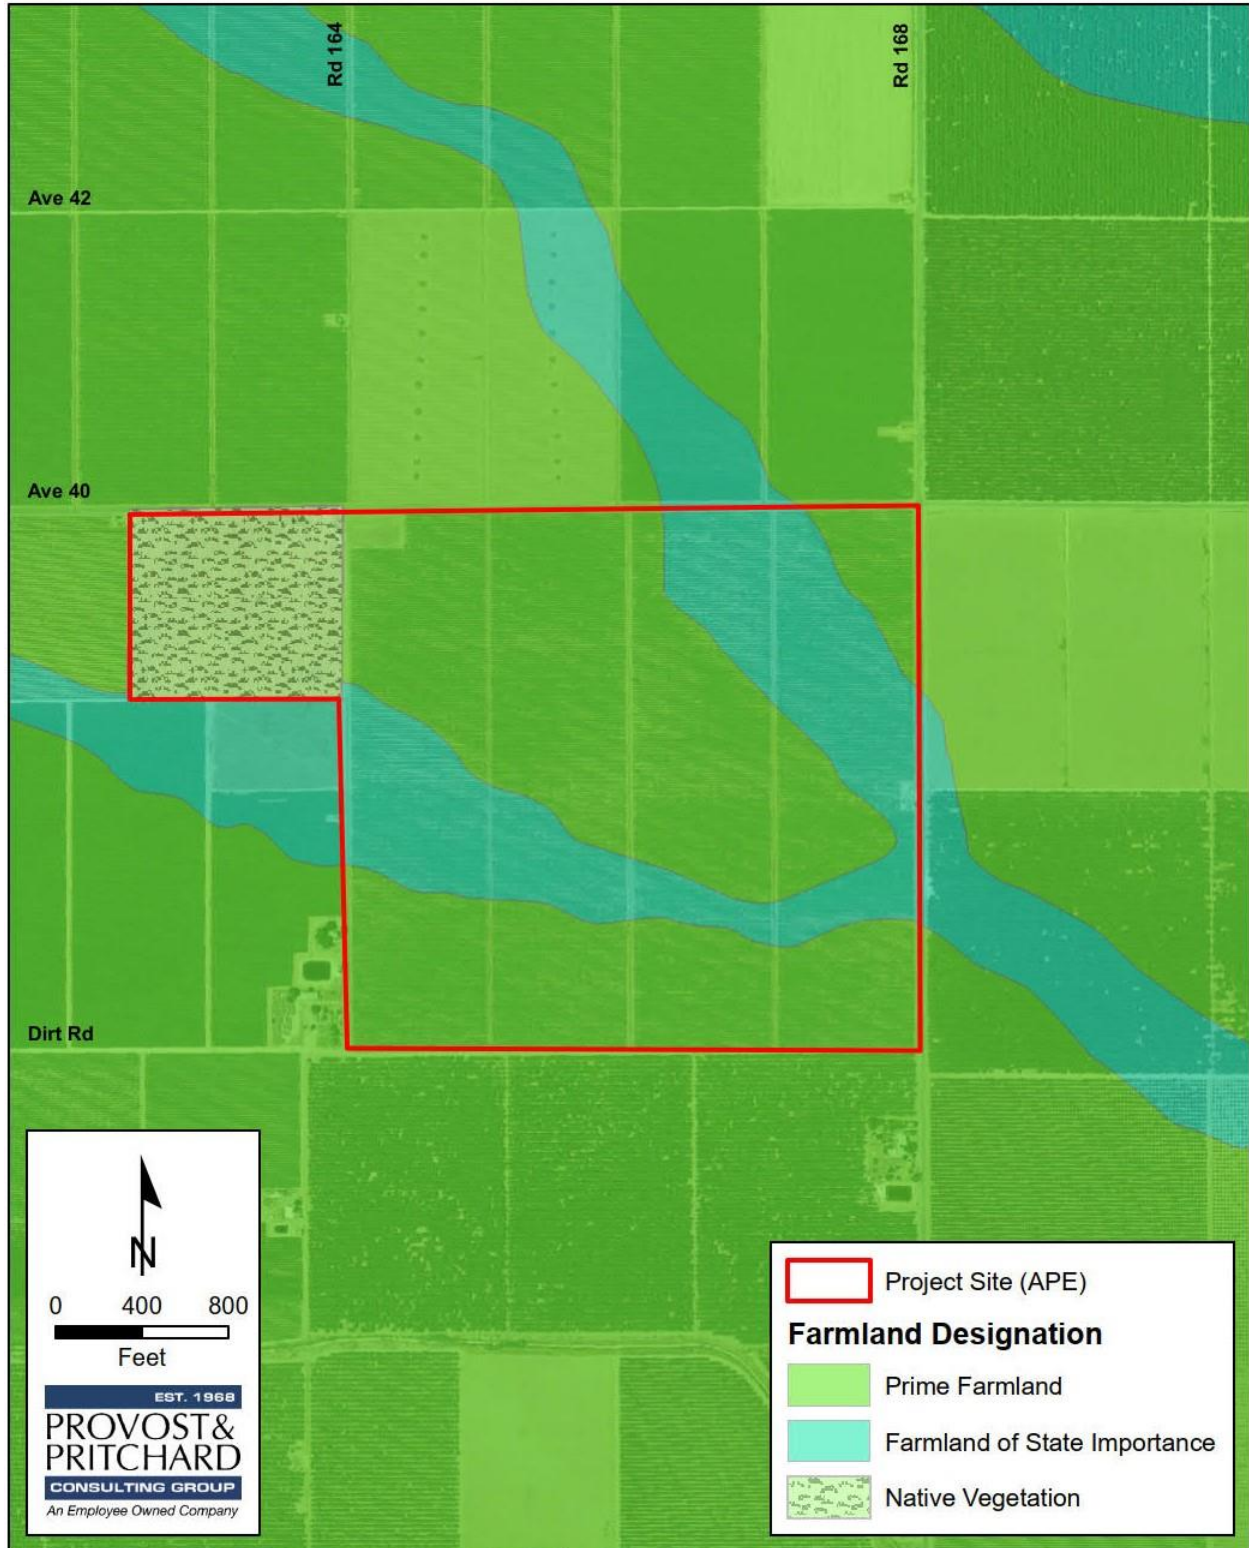 Rd 164
Rd 168
Ave 42
Ave 40
Dirt Rd
N
0 400 800
Feet
EST. 1968
PROVOST&
PRITCHARD
CONSULTING GROUP
An Employee Owned Company
Project Site (APE)
Farmland Designation
Prime Farmland
Farmland of State Importance
Native Vegetation